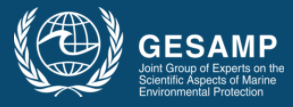 GESAMP
Joint Group of Experts on the
Scientific Aspects of Marine
Environmental Protection